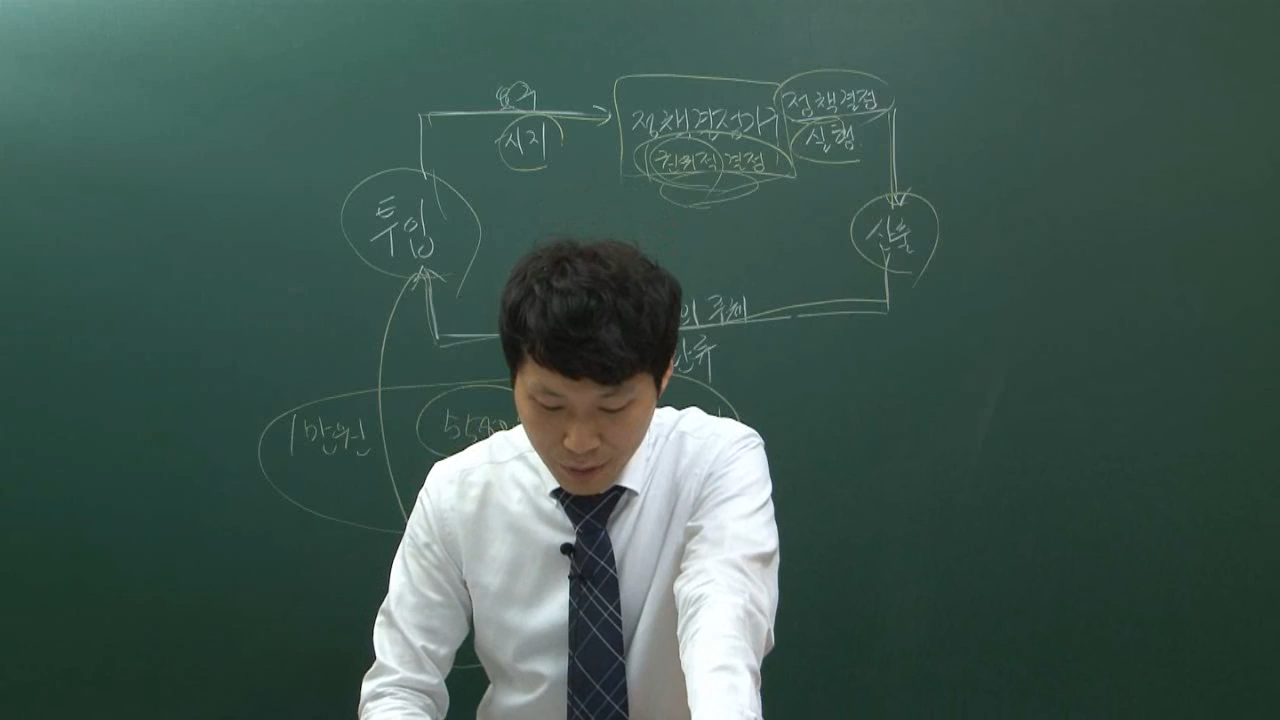 요구
지지
정책결정기구
권위적 결정
정책결정
실행
투입
산출
의 주체
환류
1만원